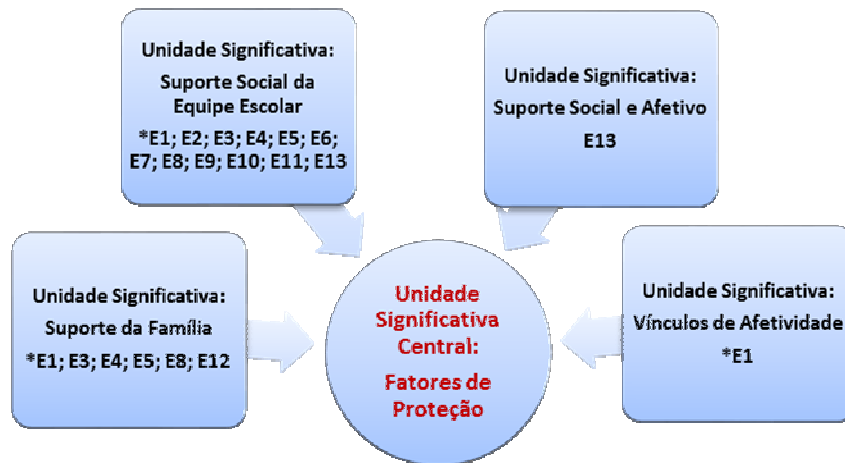 Unidade Significativa:
Suporte Social da
Equipe Escolar
*E1; E2; E3; E4; E5; E6;
E7; E8; E9; E10; E11; E13
Unidade Significativa:
Suporte Social e Afetivo
E13
Unidade Significativa:
Suporte da Família
*E1; E3; E4; E5; E8; E12
Unidade
Significativa
Central:
Fatores de
Proteção
Unidade Significativa:
Vínculos de Afetividade
*E1